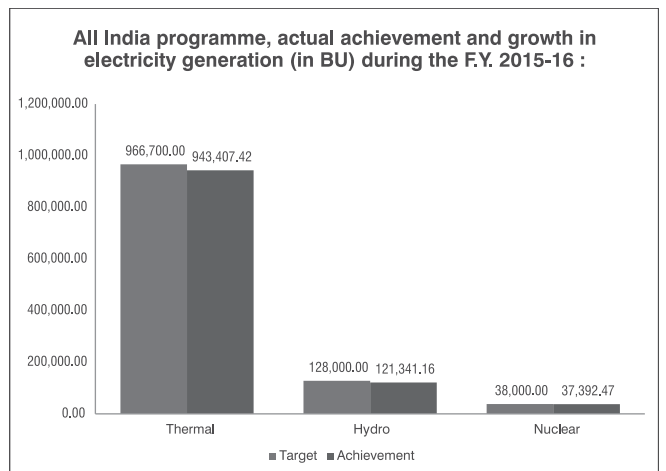 All India programme, actual achievement and growth in
electricity generation (in BU) during the F.Y. 2015-16 :
1,200,000.00
1,000,000.00
800,000.00
600,000.00
400,000.00
200,000.00
0.00
966,700.00
943,407.42
128,000.00
121,341.16
38,000.00
37,392.47
Thermal
Hydro
Nuclear
Target
Achievement